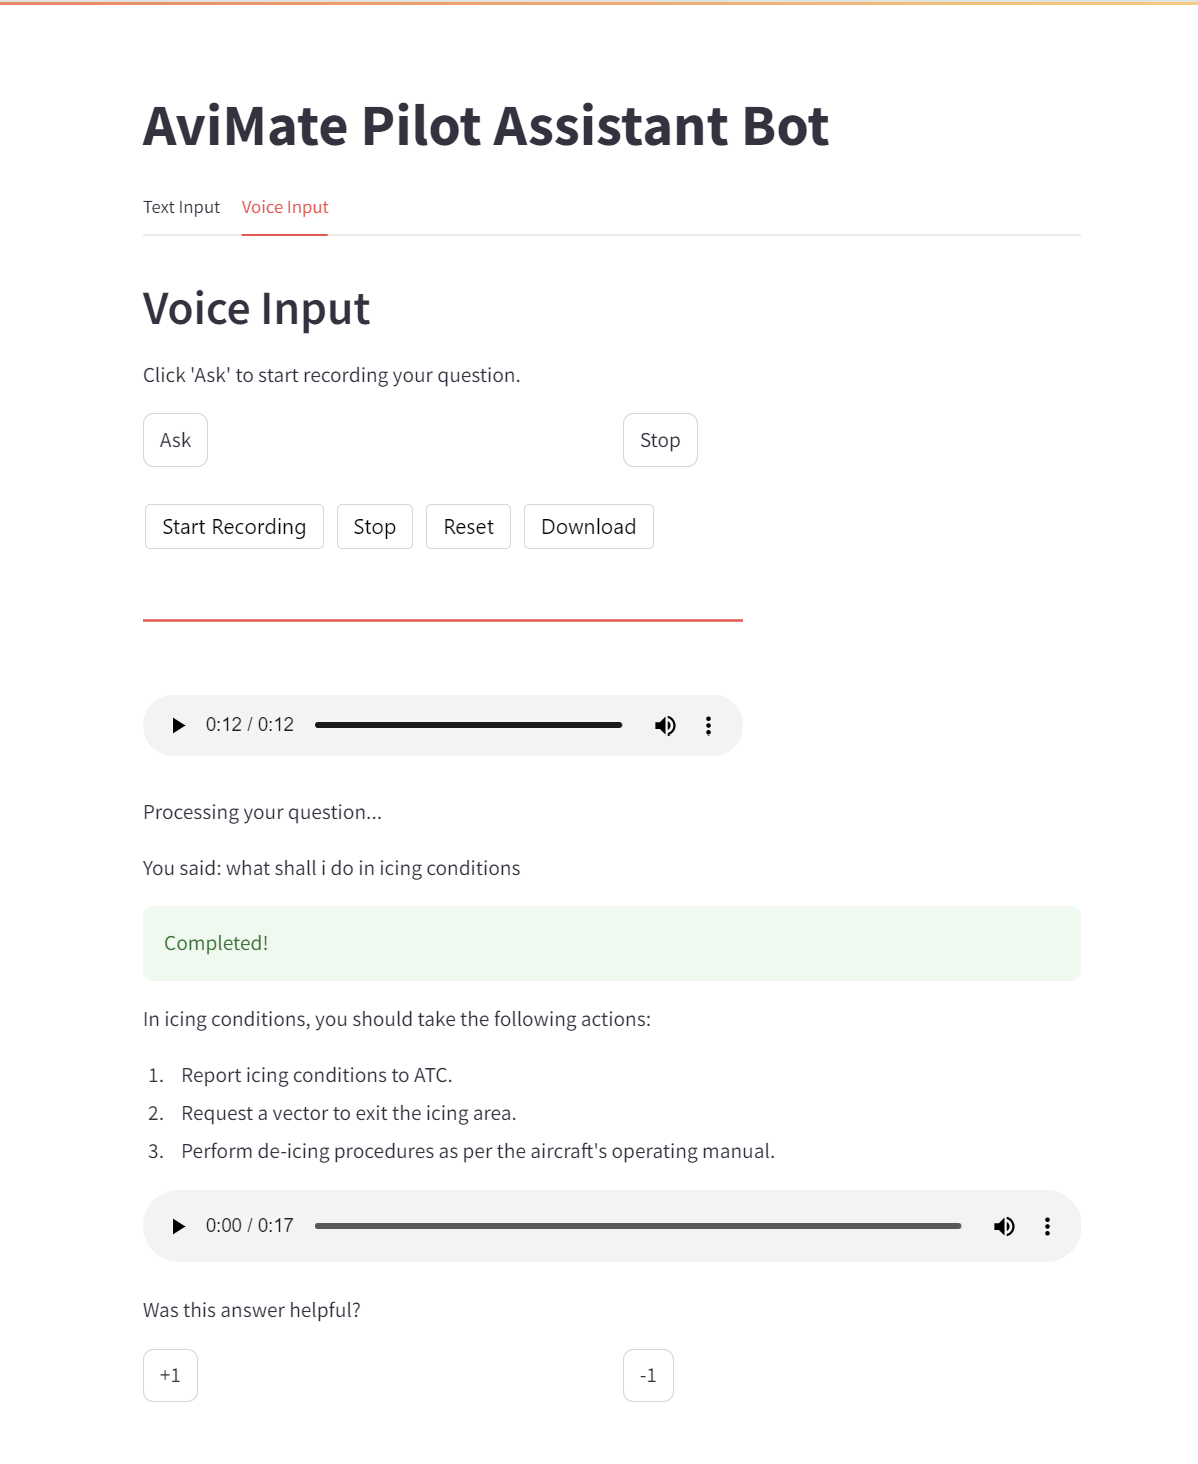 AviMate Pilot Assistant Bot
Text Input Voice Input
Voice Input
Click 'Ask' to start recording your question.
Ask Stop
Start Recording Stop Reset Download
0:12 / 0:12
Processing your question...
You said: what shall i do in icing conditions
Completed!
In icing conditions, you should take the following actions:
1. Report icing conditions to ATC.
2. Request a vector to exit the icing area.
3. Perform de-icing procedures as per the aircraft's operating manual.
0:00 / 0:17
Was this answer helpful?
+1 -1